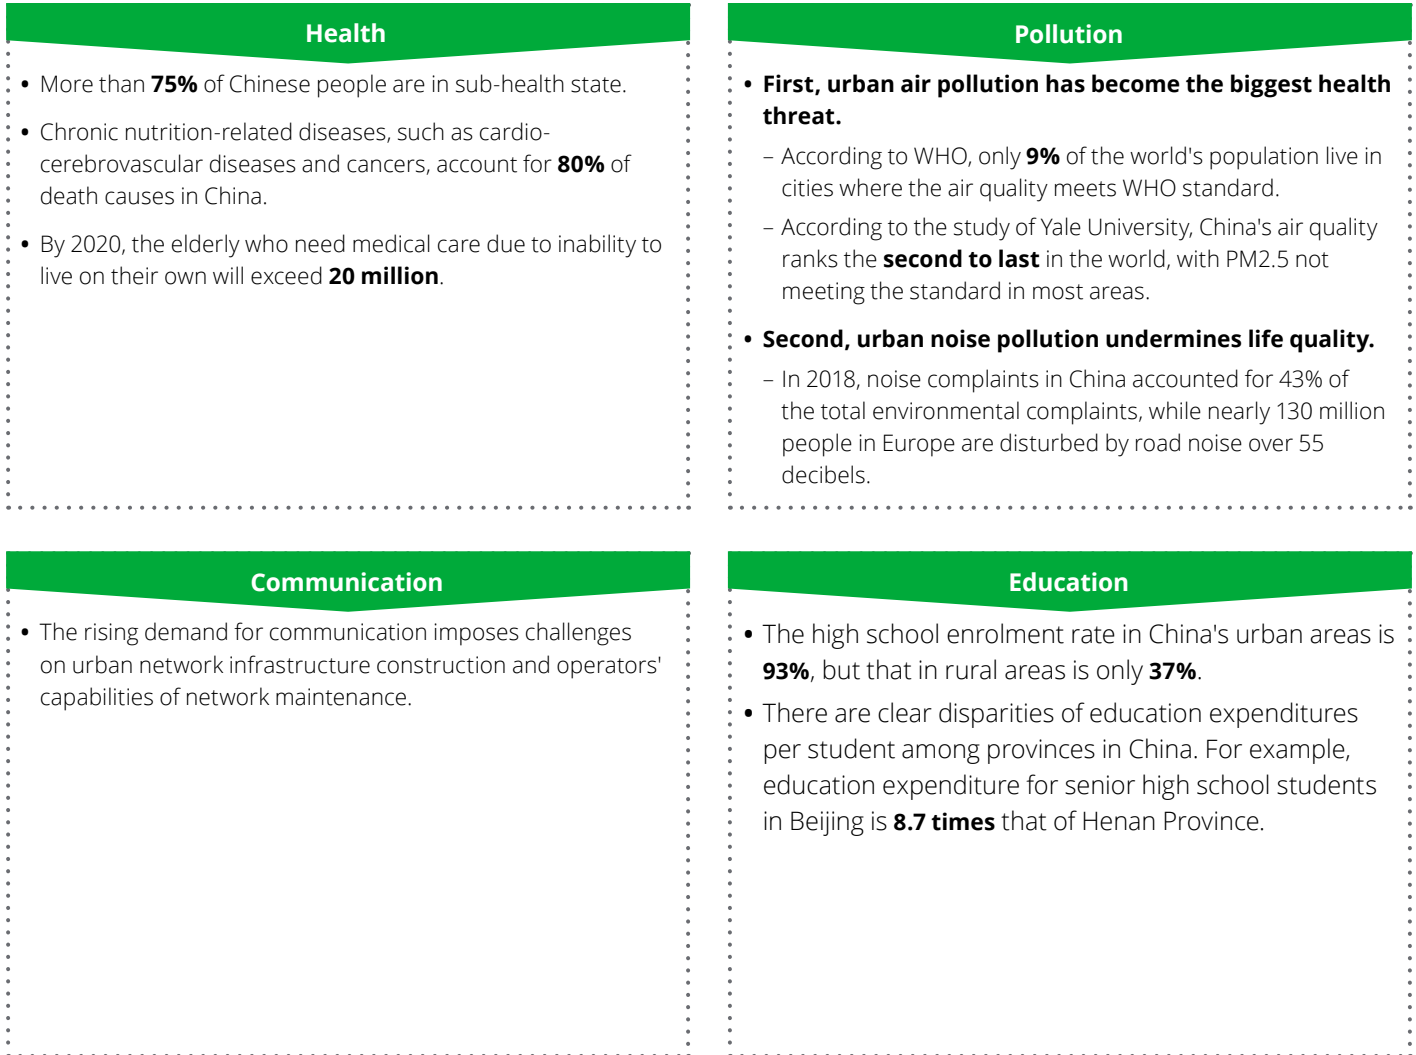 Health
• More than 75% of Chinese people are in sub-health state.
• Chronic nutrition-related diseases, such as cardio-
cerebrovascular diseases and cancers, account for 80% of
death causes in China.
• By 2020, the elderly who need medical care due to inability to
live on their own will exceed 20 million.
Pollution
• First, urban air pollution has become the biggest health
threat.
– According to WHO, only 9% of the world's population live in
cities where the air quality meets WHO standard.
– According to the study of Yale University, China's air quality
ranks the second to last in the world, with PM2.5 not
meeting the standard in most areas.
• Second, urban noise pollution undermines life quality.
– In 2018, noise complaints in China accounted for 43% of
the total environmental complaints, while nearly 130 million
people in Europe are disturbed by road noise over 55
decibels.
Communication
• The rising demand for communication imposes challenges
on urban network infrastructure construction and operators'
capabilities of network maintenance.
Education
• The high school enrolment rate in China's urban areas is
93%, but that in rural areas is only 37%.
• There are clear disparities of education expenditures
per student among provinces in China. For example,
education expenditure for senior high school students
in Beijing is 8.7 times that of Henan Province.